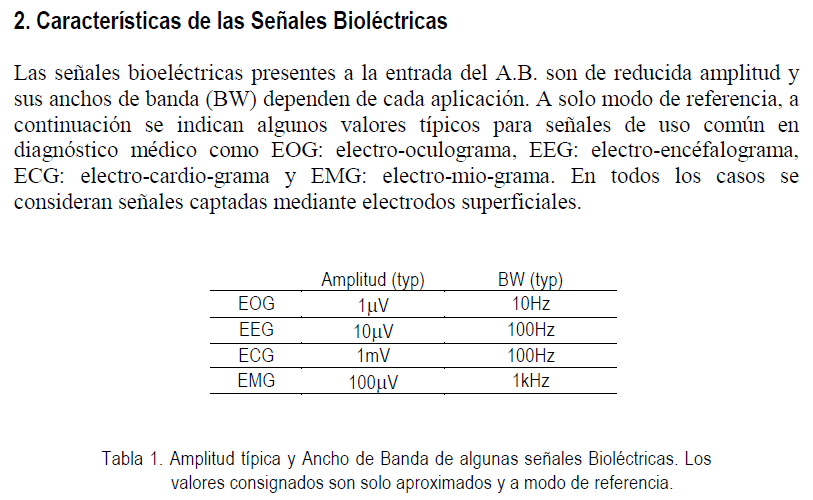 2. Características de las Señales Bioléctricas
Las señales bioeléctricas presentes a la entrada del A.B. son de reducida amplitud y
sus anchos de banda (BW) dependen de cada aplicación. A solo modo de referencia, a
continuación se indican algunos valores típicos para señales de uso común en
diagnóstico médico como EOG: electro-oculograma, EEG: electro-encéfalograma,
ECG: electro-cardio-grama y EMG: electro-mio-grama. En todos los casos se
consideran señales captadas mediante electrodos superficiales.
Amplitud (typ) BW (typ)
EOG 1μV 10Hz
EEG 10μV 100Hz
ECG 1mV 100Hz
EMG 100μV 1kHz
Tabla 1. Amplitud típica y Ancho de Banda de algunas señales Bioléctricas. Los
valores consignados son solo aproximados y a modo de referencia.